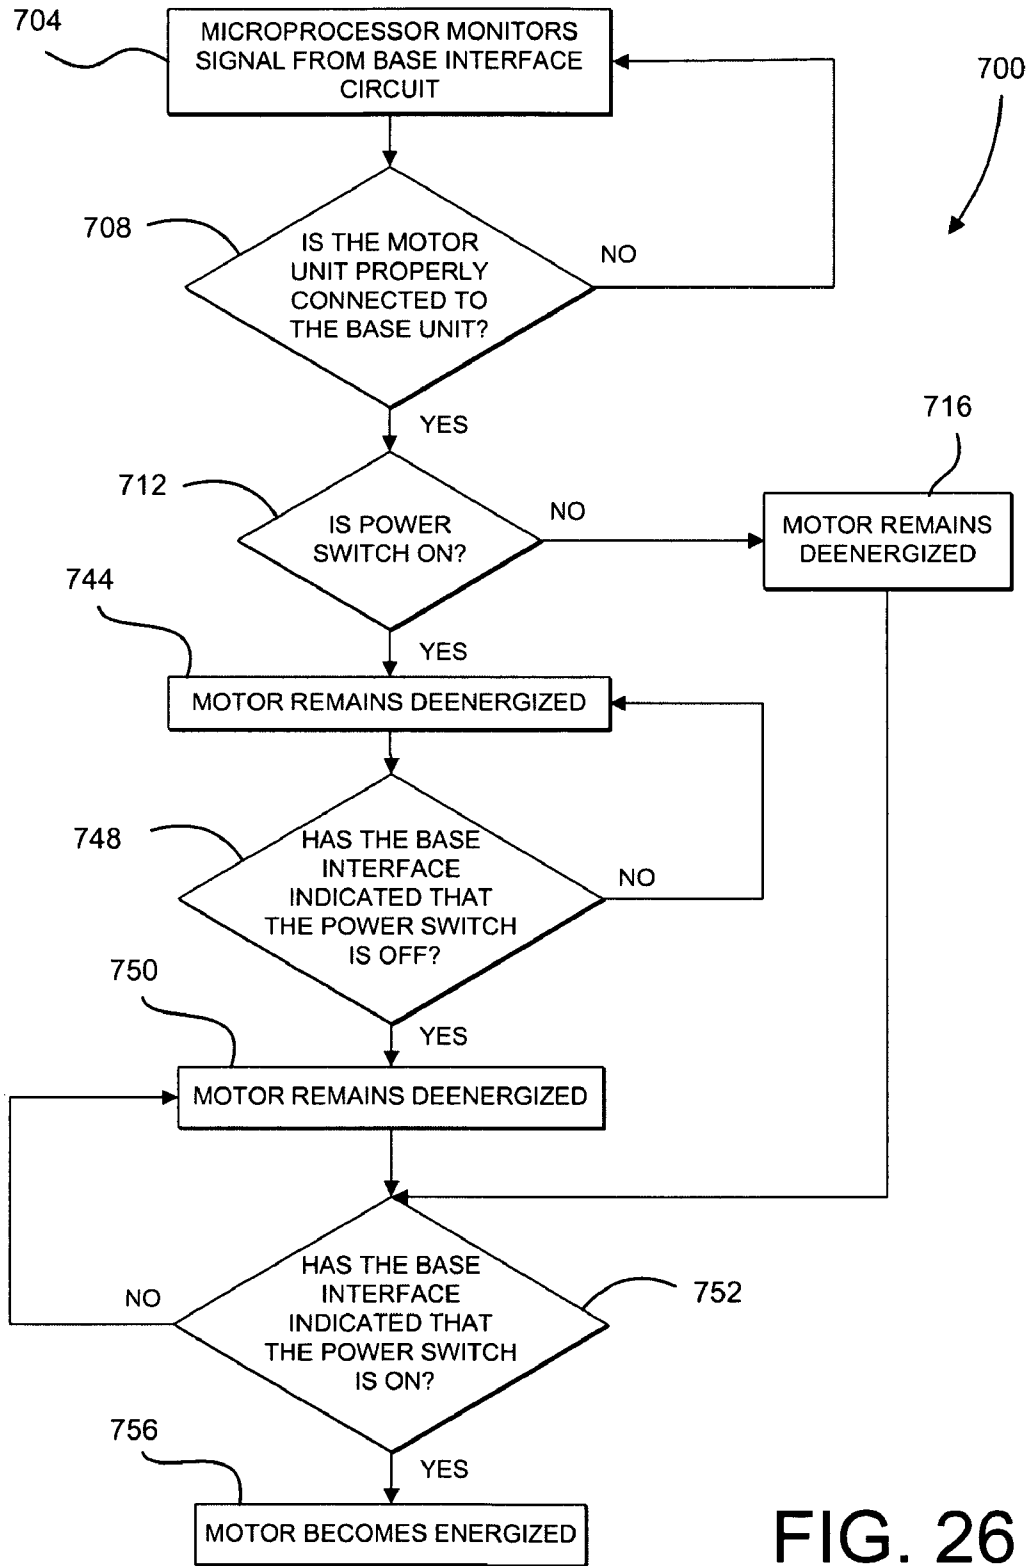 704
MICROPROCESSOR MONITORS
SIGNAL FROM BASE INTERFACE
CIRCUIT
700
708
IS THE MOTOR
UNIT PROPERLY
CONNECTED TO
THE BASE UNIT?
NO
YES
712
IS POWER
SWITCH ON?
NO
716
MOTOR REMAINS
DEENERGIZED
YES
744
MOTOR REMAINS DEENERGIZED
748
HAS THE BASE
INTERFACE
INDICATED THAT
THE POWER SWITCH
IS OFF?
NO
YES
750
MOTOR REMAINS DEENERGIZED
HAS THE BASE
INTERFACE
INDICATED THAT
THE POWER SWITCH
IS ON?
NO
752
YES
756
MOTOR BECOMES ENERGIZED
FIG. 26